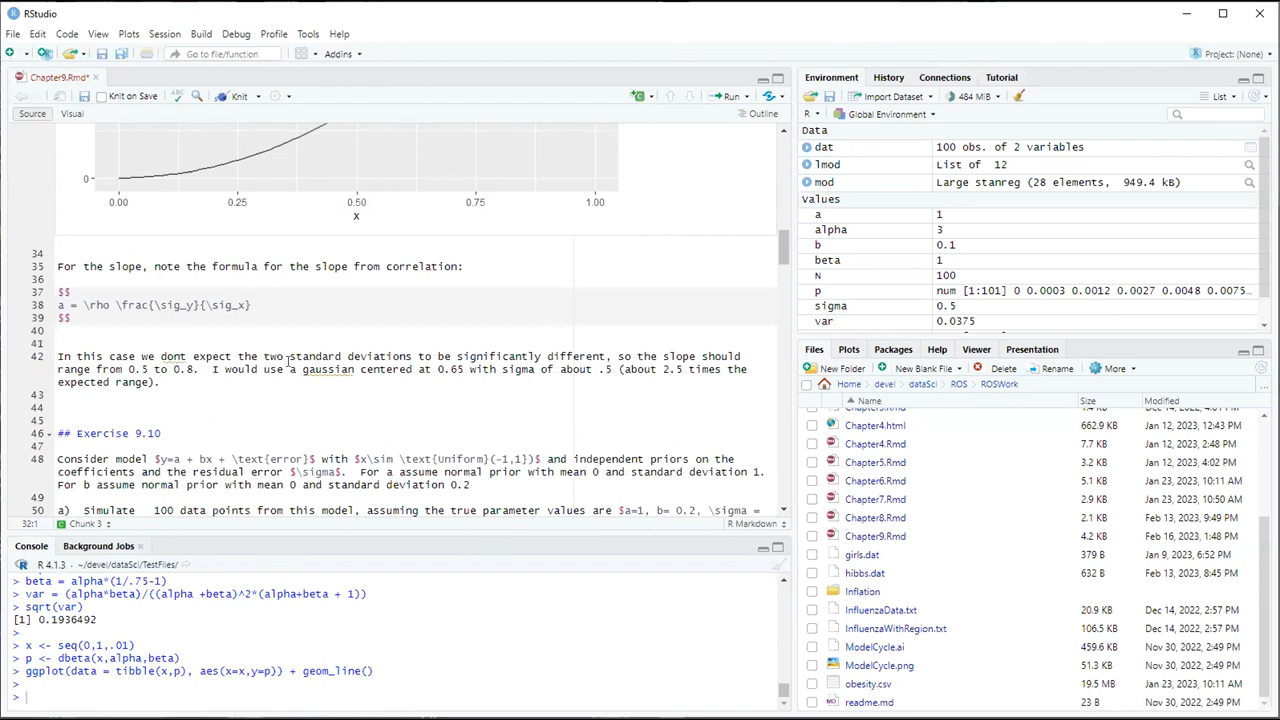 RStudio
File Edit Code View Plots Session Build Debug Profile Tools Help
Go to file/function Addins Project: (None)
Chapter9.Rmd*
Knit on Save ABC Knit Run
Source Visual Outline
0
0.00 0.25 0.50 0.75 1.00
x
34
35 For the slope, note the formula for the slope from correlation:
36
37 $$
38 a = \rho \frac{\sig_y}{\sig_x}
39 $$
40
41
42 In this case we dont expect the two standard deviations to be significantly different, so the slope should
range from 0.5 to 0.8. I would use a gaussian centered at 0.65 with sigma of about .5 (about 2.5 times the
expected range).
43
44
45
46 ## Exercise 9.10
47
48 Consider model $y=a + bx + \text{error}$ with $x\sim \text{Uniform}(-1,1})$ and independent priors on the
coefficients and the residual error $\sigma$. For a assume normal prior with mean 0 and standard deviation 1.
For b assume normal prior with mean 0 and standard deviation 0.2
49
50 a) Simulate 100 data points from this model, assuming the true parameter values are $a=1, b= 0.2, \sigma =
32:1 Chunk 3 R Markdown
Console Background Jobs
R 4.1.3 · ~/devel/dataSci/TestFiles/
> beta = alpha*(1/.75-1)
> var = (alpha*beta)/((alpha +beta)^2*(alpha+beta + 1))
> sqrt(var)
[1] 0.1936492
>
> x <- seq(0,1,.01)
> p <- dbeta(x,alpha,beta)
> ggplot(data = tibble(x,p), aes(x=x,y=p)) + geom_line()
>
>
Environment History Connections Tutorial
Import Dataset 484 MiB List
R Global Environment
Data
dat 100 obs. of 2 variables
lmod List of 12
mod Large stanreg (28 elements, 949.4 kB)
Values
a 1
alpha 3
b 0.1
beta 1
N 100
p num [1:101] 0 0.0003 0.0012 0.0027 0.0048 0.0075…
sigma 0.5
var 0.0375
Files Plots Packages Help Viewer Presentation
New Folder New Blank File Delete Rename More
Home devel dataSci ROS ROSWork ...
Name Size Modified
Chapter4.html 662.9 KB Jan 12, 2023, 12:43 PM
Chapter4.Rmd 7.7 KB Jan 12, 2023, 2:48 PM
Chapter5.Rmd 1.4 KB Jan 12, 2023, 4:02 PM
Chapter6.Rmd 5.1 KB Jan 23, 2023, 10:11 AM
Chapter7.Rmd 2.9 KB Jan 23, 2023, 10:50 AM
Chapter8.Rmd 2.1 KB Feb 13, 2023, 9:49 PM
Chapter9.Rmd 4.2 KB Feb 16, 2023, 1:48 PM
girls.dat 379 B Jan 9, 2023, 6:52 PM
hibbs.dat 632 B Feb 13, 2023, 8:45 PM
Inflation
InfluenzaData.txt 20.9 KB Dec 14, 2022, 2:57 PM
InfluenzaWithRegion.txt 106.5 KB Dec 14, 2022, 2:57 PM
ModelCycle.ai 459.6 KB Nov 30, 2022, 2:49 PM
ModelCycle.png 51.3 KB Nov 30, 2022, 2:49 PM
obesity.csv 19.5 MB Jan 23, 2023, 10:11 AM
readme.md 23 B Nov 30, 2022, 2:49 PM